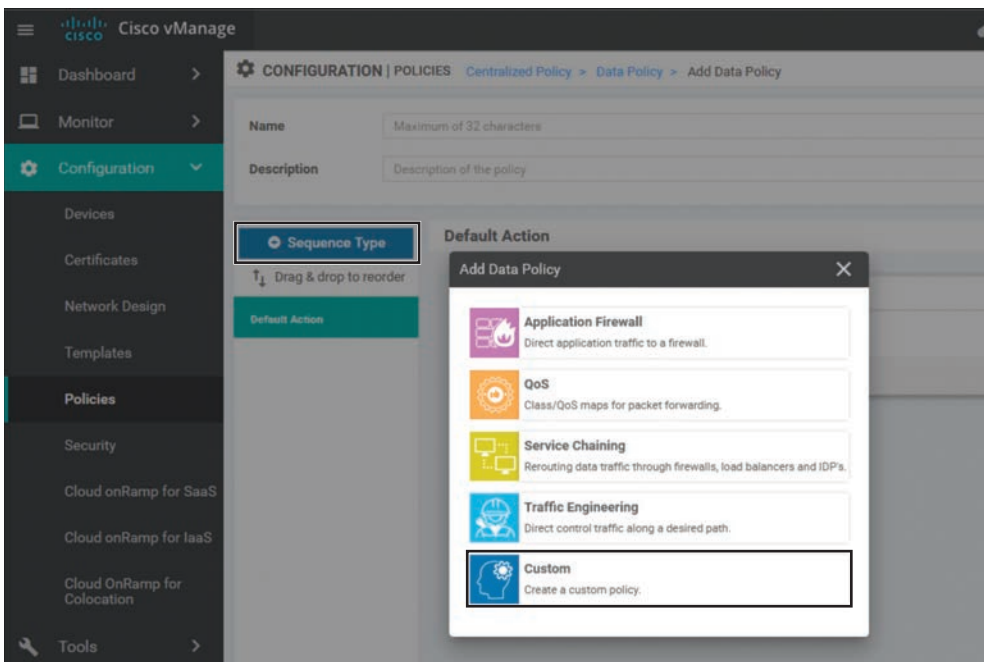 CISCO Cisco vManage
Dashboard
Monitor
Configuration
Devices
Certificates
Network Design
Templates
Policies
Security
Cloud onRamp for SaaS
Cloud onRamp for IaaS
Cloud OnRamp for
Colocation
Tools
CONFIGURATION | POLICIES Centralized Policy > Data Policy > Add Data Policy
Name Maximum of 32 characters
Description Description of the policy
Sequence Type
Drag & drop to reorder
Default Action
Default Action
Add Data Policy
Application Firewall
Direct application traffic to a firewall.
QoS
Class/QoS maps for packet forwarding.
Service Chaining
Rerouting data traffic through firewalls, load balancers and IDP's.
Traffic Engineering
Direct control traffic along a desired path.
Custom
Create a custom policy.